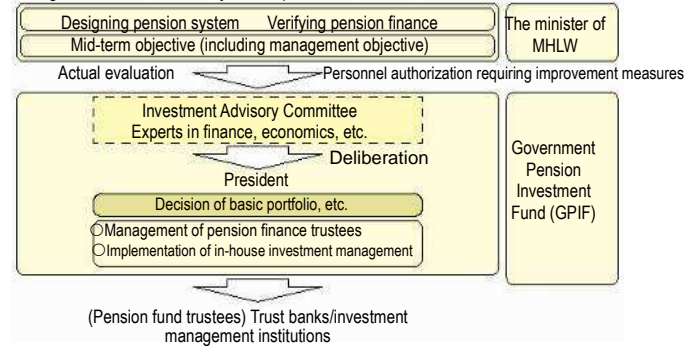 Designing pension system Verifying pension finance
Mid-term objective (including management objective)
The minister of
MHLW
Actual evaluation
Personnel authorization requiring improvement measures
Investment Advisory Committee
Experts in finance, economics, etc.
Deliberation
President
Decision of basic portfolio, etc.
○Management of pension finance trustees
○Implementation of in-house investment management
Government
Pension
Investment
Fund (GPIF)
(Pension fund trustees) Trust banks/investment
management institutions